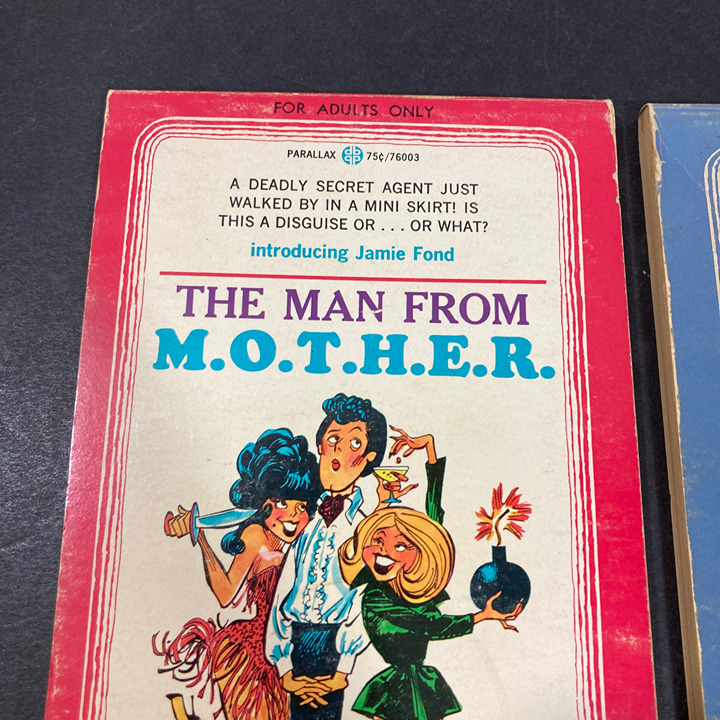 FOR ADULTS ONLY
PARALLAX 75¢/76003
A DEADLY SECRET AGENT JUST
WALKED BY IN A MINI SKIRT! IS
THIS A DISGUISE OR . . . OR WHAT?
introducing Jamie Fond
THE MAN FROM
M.O.T.H.E.R.